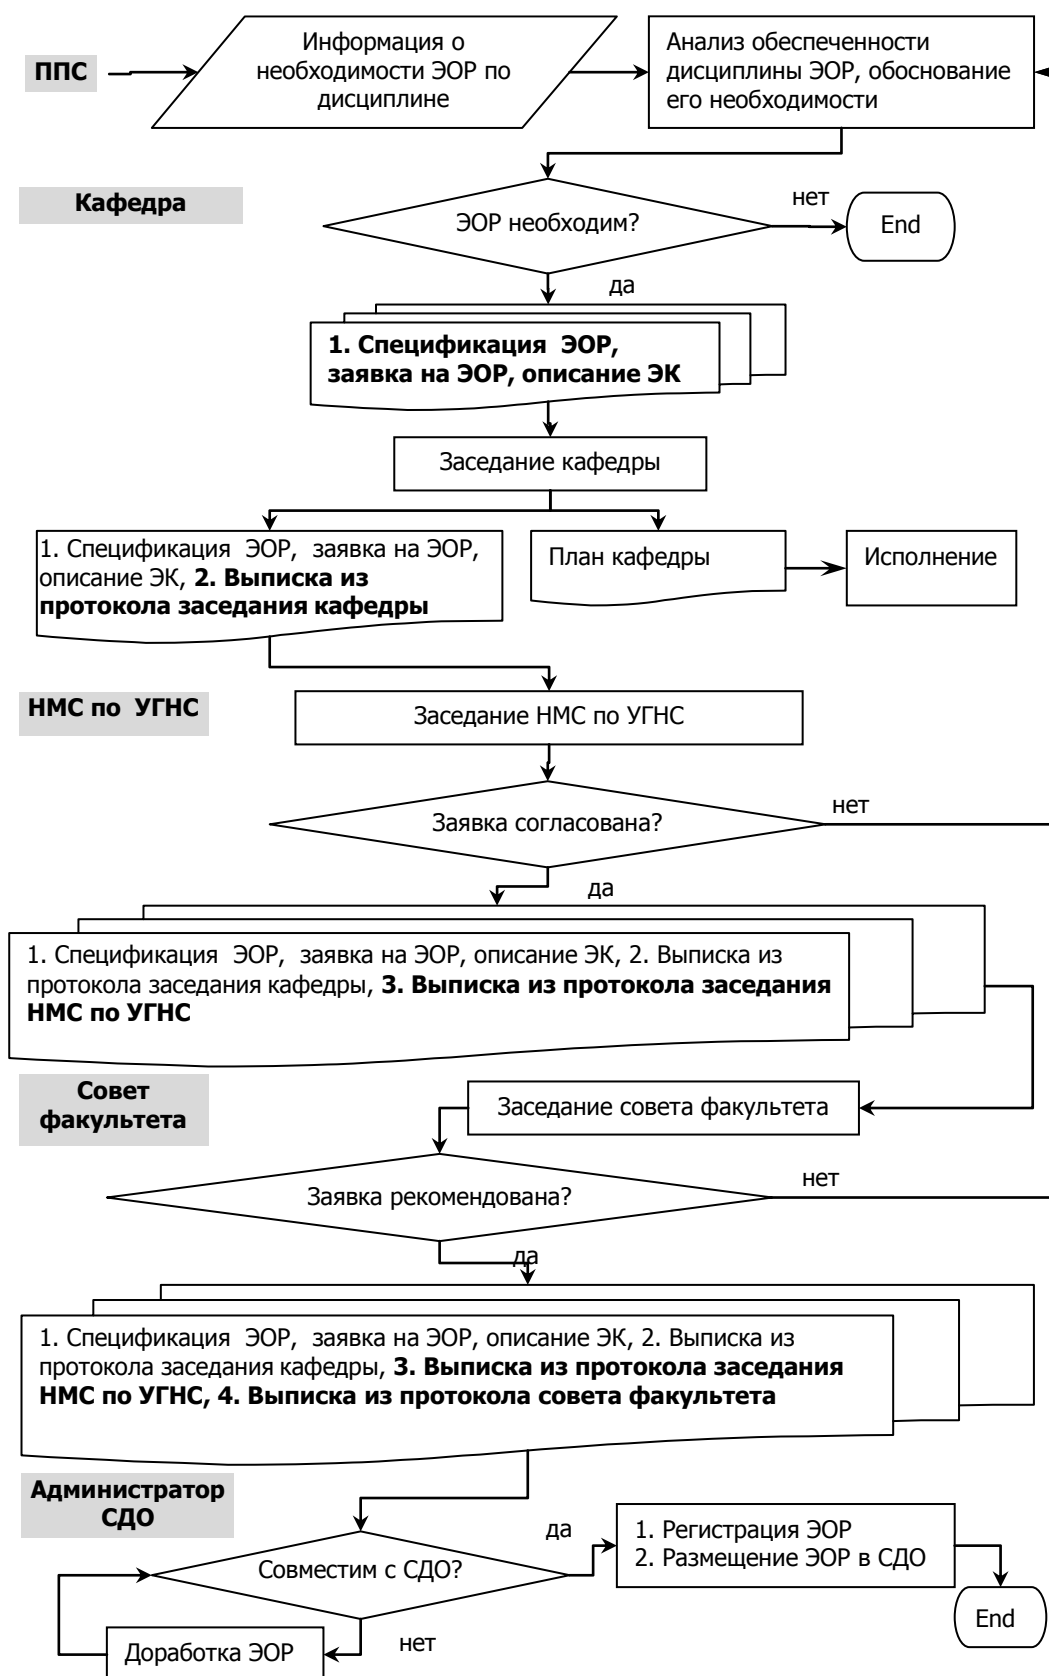 ППС
Информация о
необходимости ЭОР по
дисциплине
Анализ обеспеченности
дисциплины ЭОР, обоснование
его необходимости
Кафедра
ЭОР необходим?
нет
End
да
1. Спецификация ЭОР,
заявка на ЭОР, описание ЭК
Заседание кафедры
1. Спецификация ЭОР, заявка на ЭОР,
описание ЭК, 2. Выписка из
протокола заседания кафедры
План кафедры
Исполнение
НМС по УГНС
Заседание НМС по УГНС
Заявка согласована?
нет
да
1. Спецификация ЭОР, заявка на ЭОР, описание ЭК, 2. Выписка из
протокола заседания кафедры, 3. Выписка из протокола заседания
НМС по УГНС
Совет
факультета
Заседание совета факультета
Заявка рекомендована?
нет
да
1. Спецификация ЭОР, заявка на ЭОР, описание ЭК, 2. Выписка из
протокола заседания кафедры, 3. Выписка из протокола заседания
НМС по УГНС, 4. Выписка из протокола совета факультета
Администратор
СДО
Совместим с СДО?
да
1. Регистрация ЭОР
2. Размещение ЭОР в СДО
End
нет
Доработка ЭОР